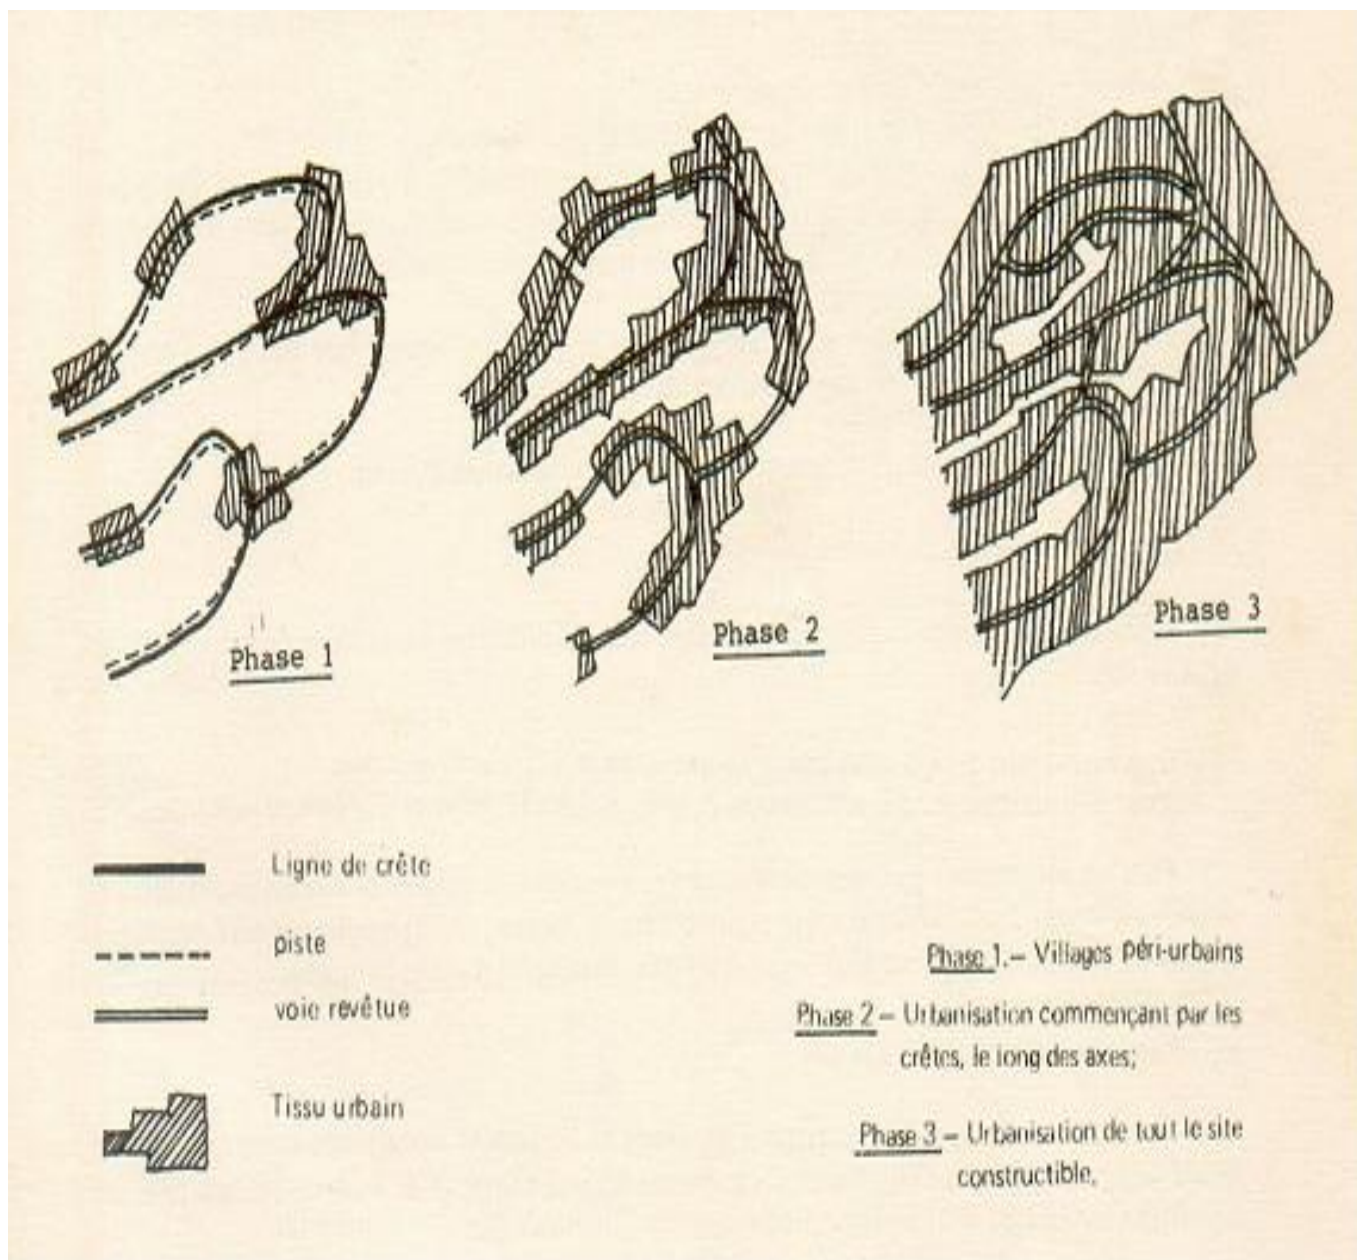 Phase 1
Phase 2
Phase 3
Ligne de crête
piste
voie revêtue
Tissu urbain
Phase 1.– Villages péri-urbains
Phase 2 – Urbanisation commençant par les
crêtes, le long des axes;
Phase 3 – Urbanisation de tout le site
constructible.